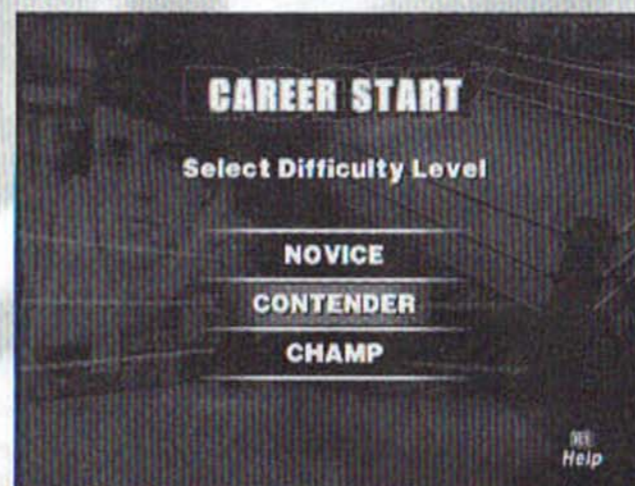 CAREER START
Select Difficulty Level
NOVICE
CONTENDER
CHAMP
Help